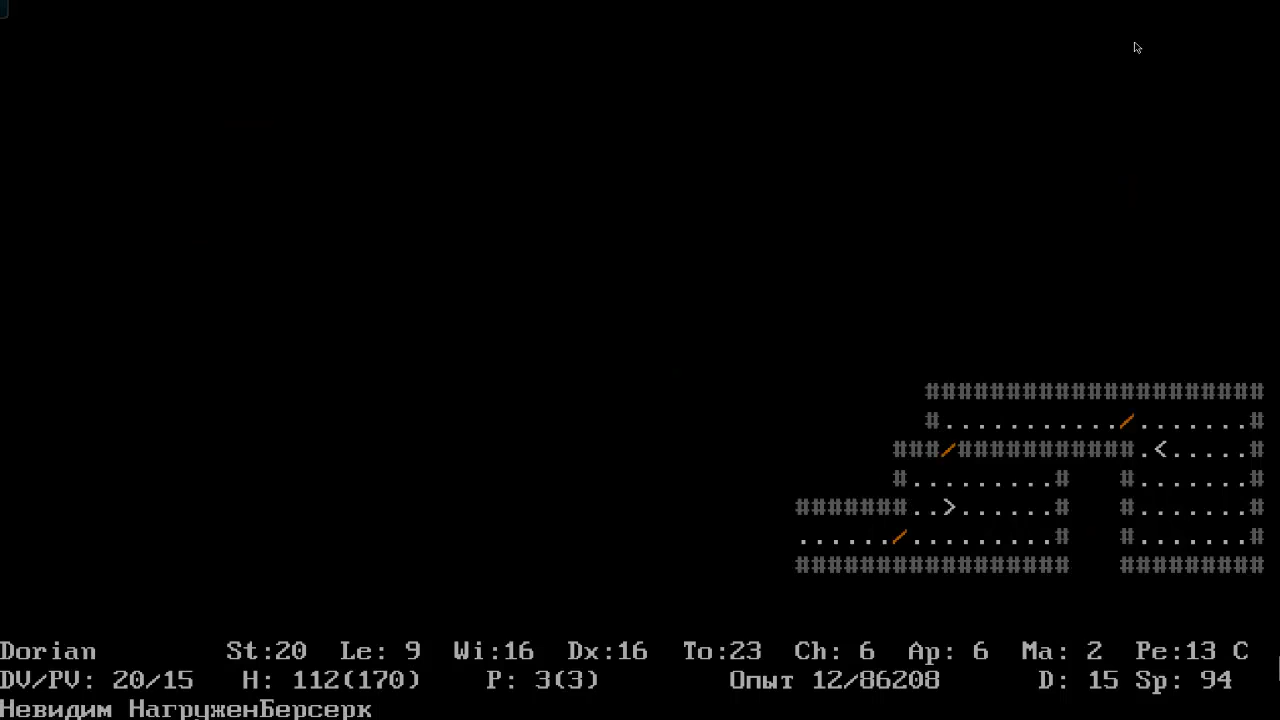 #####################
#.........../.......#
###/###########.<.....#
#.........# #.......#
#######..>......# #.......#
....../.........# #.......#
################# #########
Dorian St:20 Le: 9 Wi:16 Dx:16 To:23 Ch: 6 Ap: 6 Ma: 2 Pe:13 C
DV/PV: 20/15 H: 112(170) P: 3(3) Опыт 12/86208 D: 15 Sp: 94
Невидим НагруженБерсерк